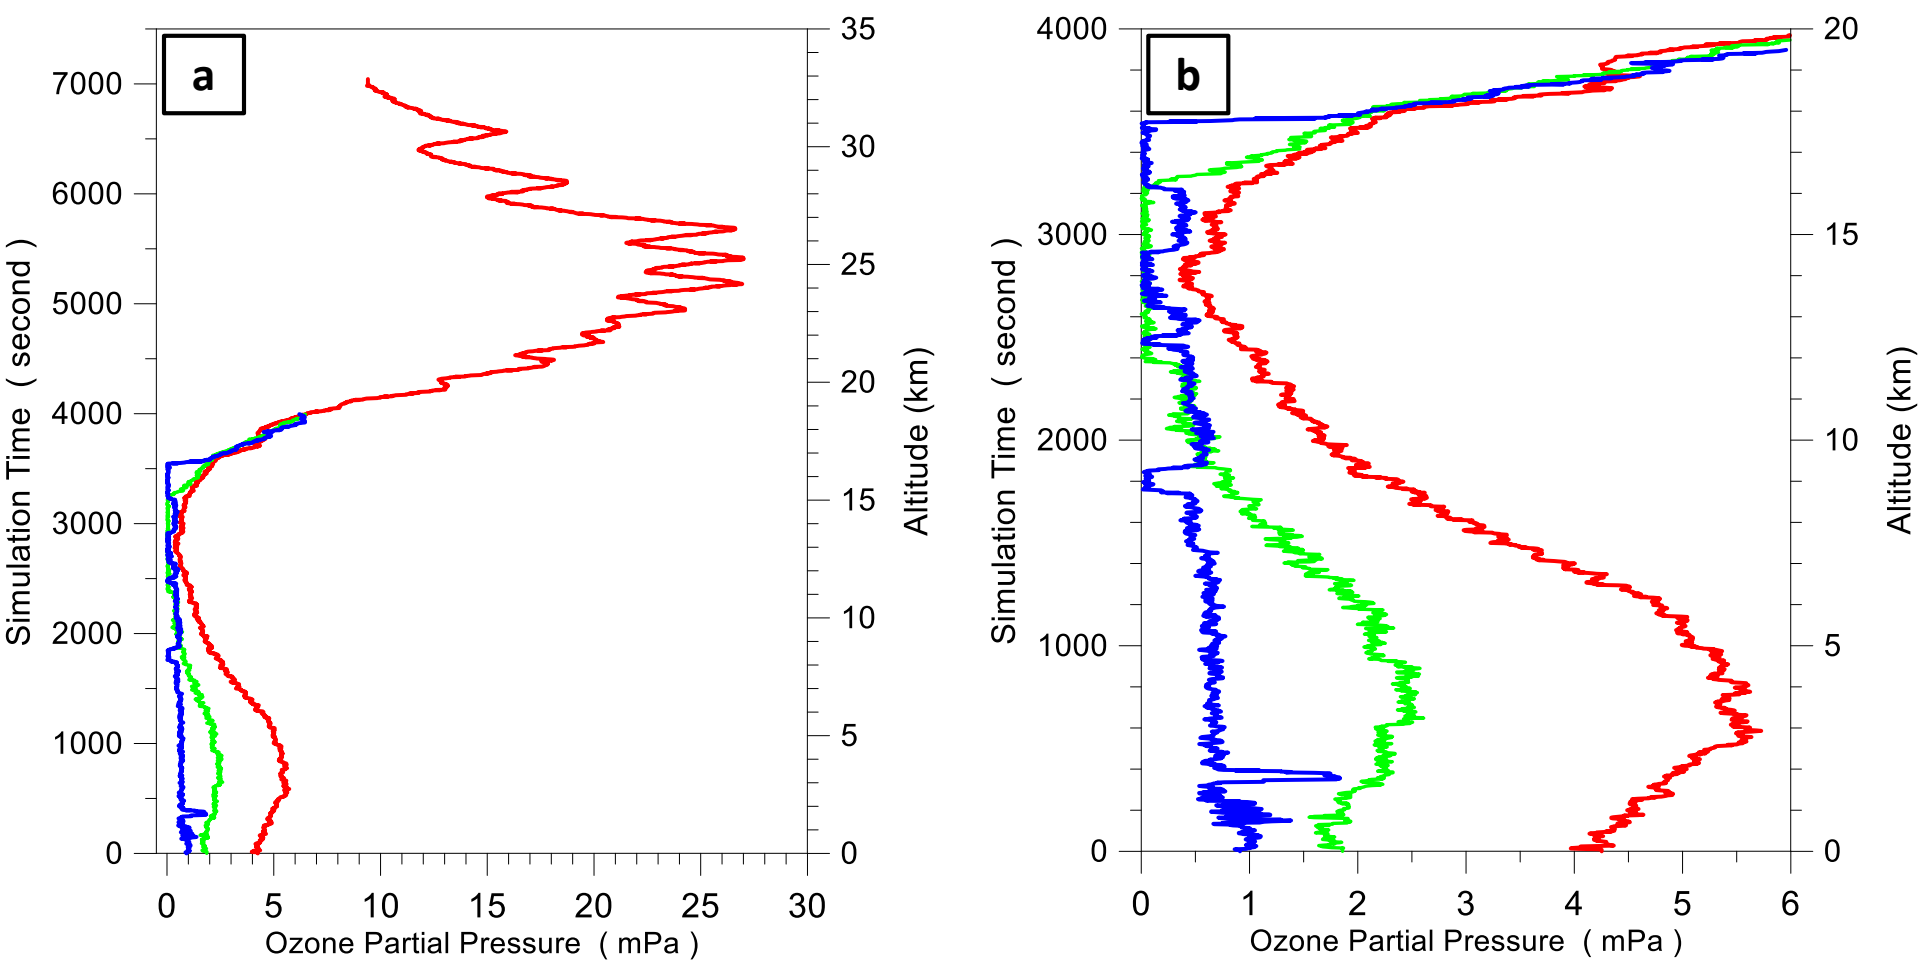 a
7000
6000
5000
4000
3000
2000
1000
0
Simulation Time ( second )
35
30
25
20
15
10
5
0
Altitude (km)
0 5 10 15 20 25 30
Ozone Partial Pressure ( mPa )
b
4000
3000
2000
1000
0
Simulation Time ( second )
20
15
10
5
0
Altitude (km)
0 1 2 3 4 5 6
Ozone Partial Pressure ( mPa )